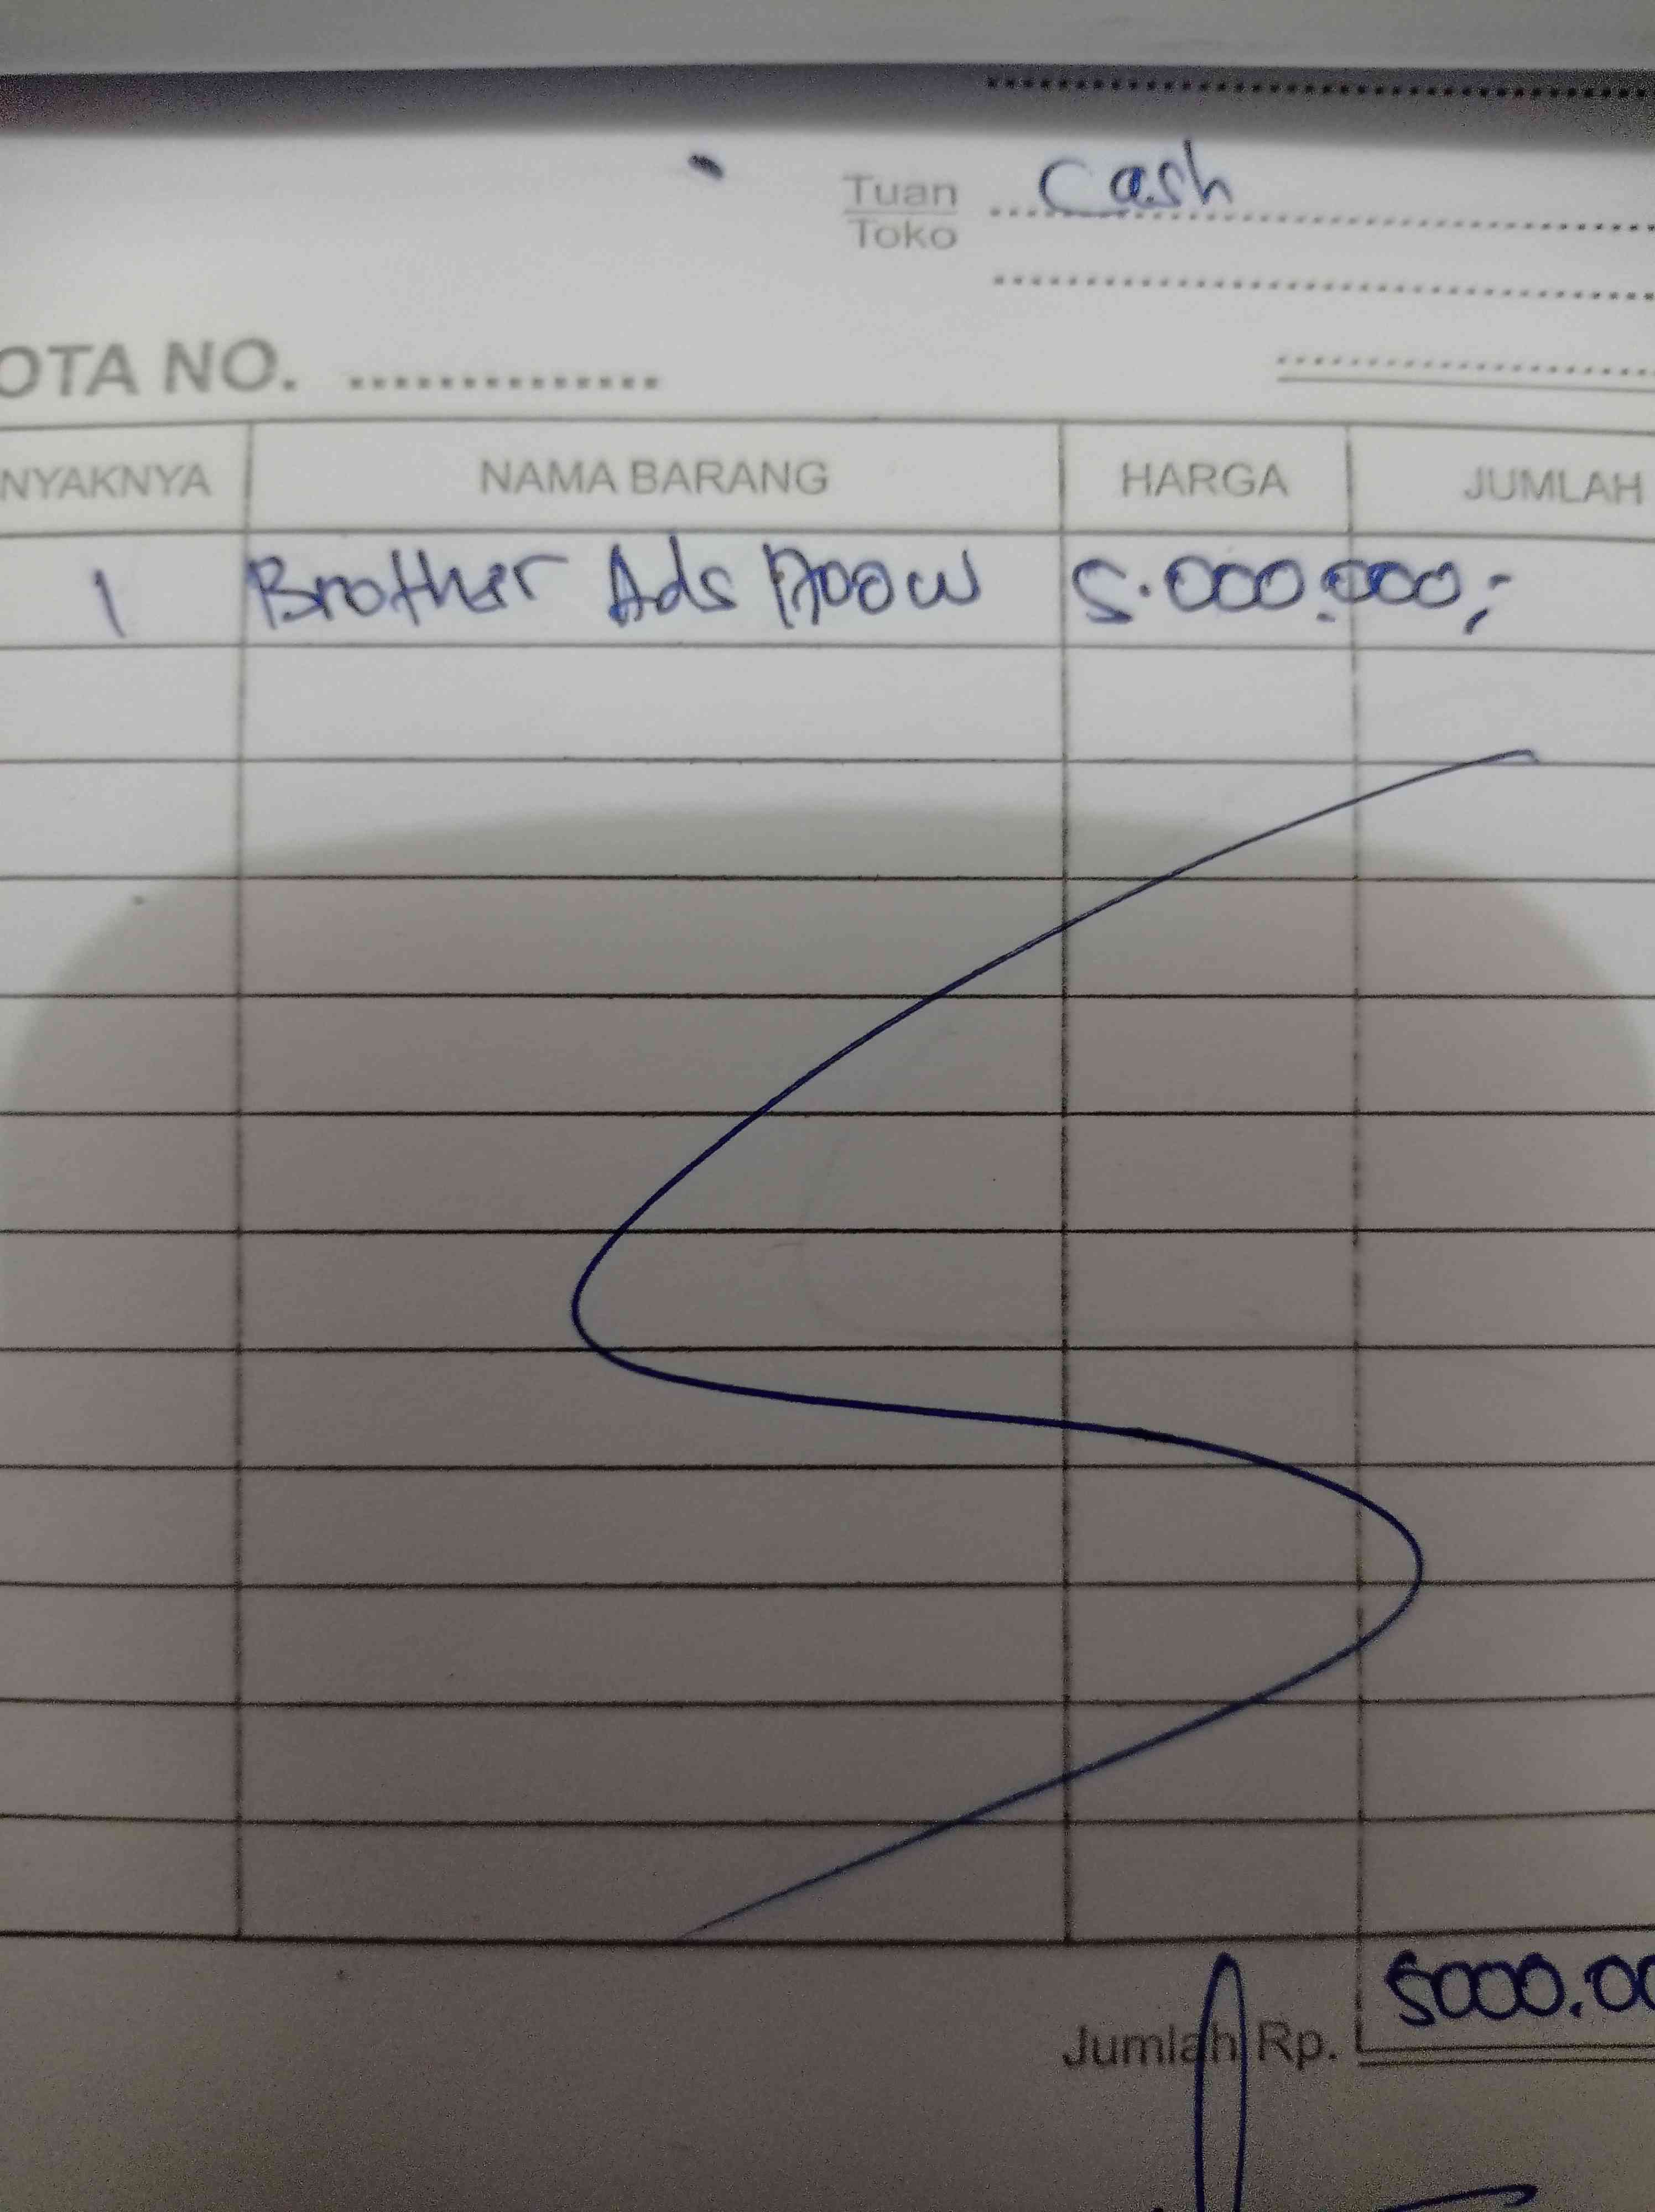 Tuan Cash
Toko
OTA NO. ..............
NYAKNYA NAMA BARANG HARGA JUMLAH
1 Brother Ads 1700w 5.000.000,-
Jumlah Rp. 5000.00